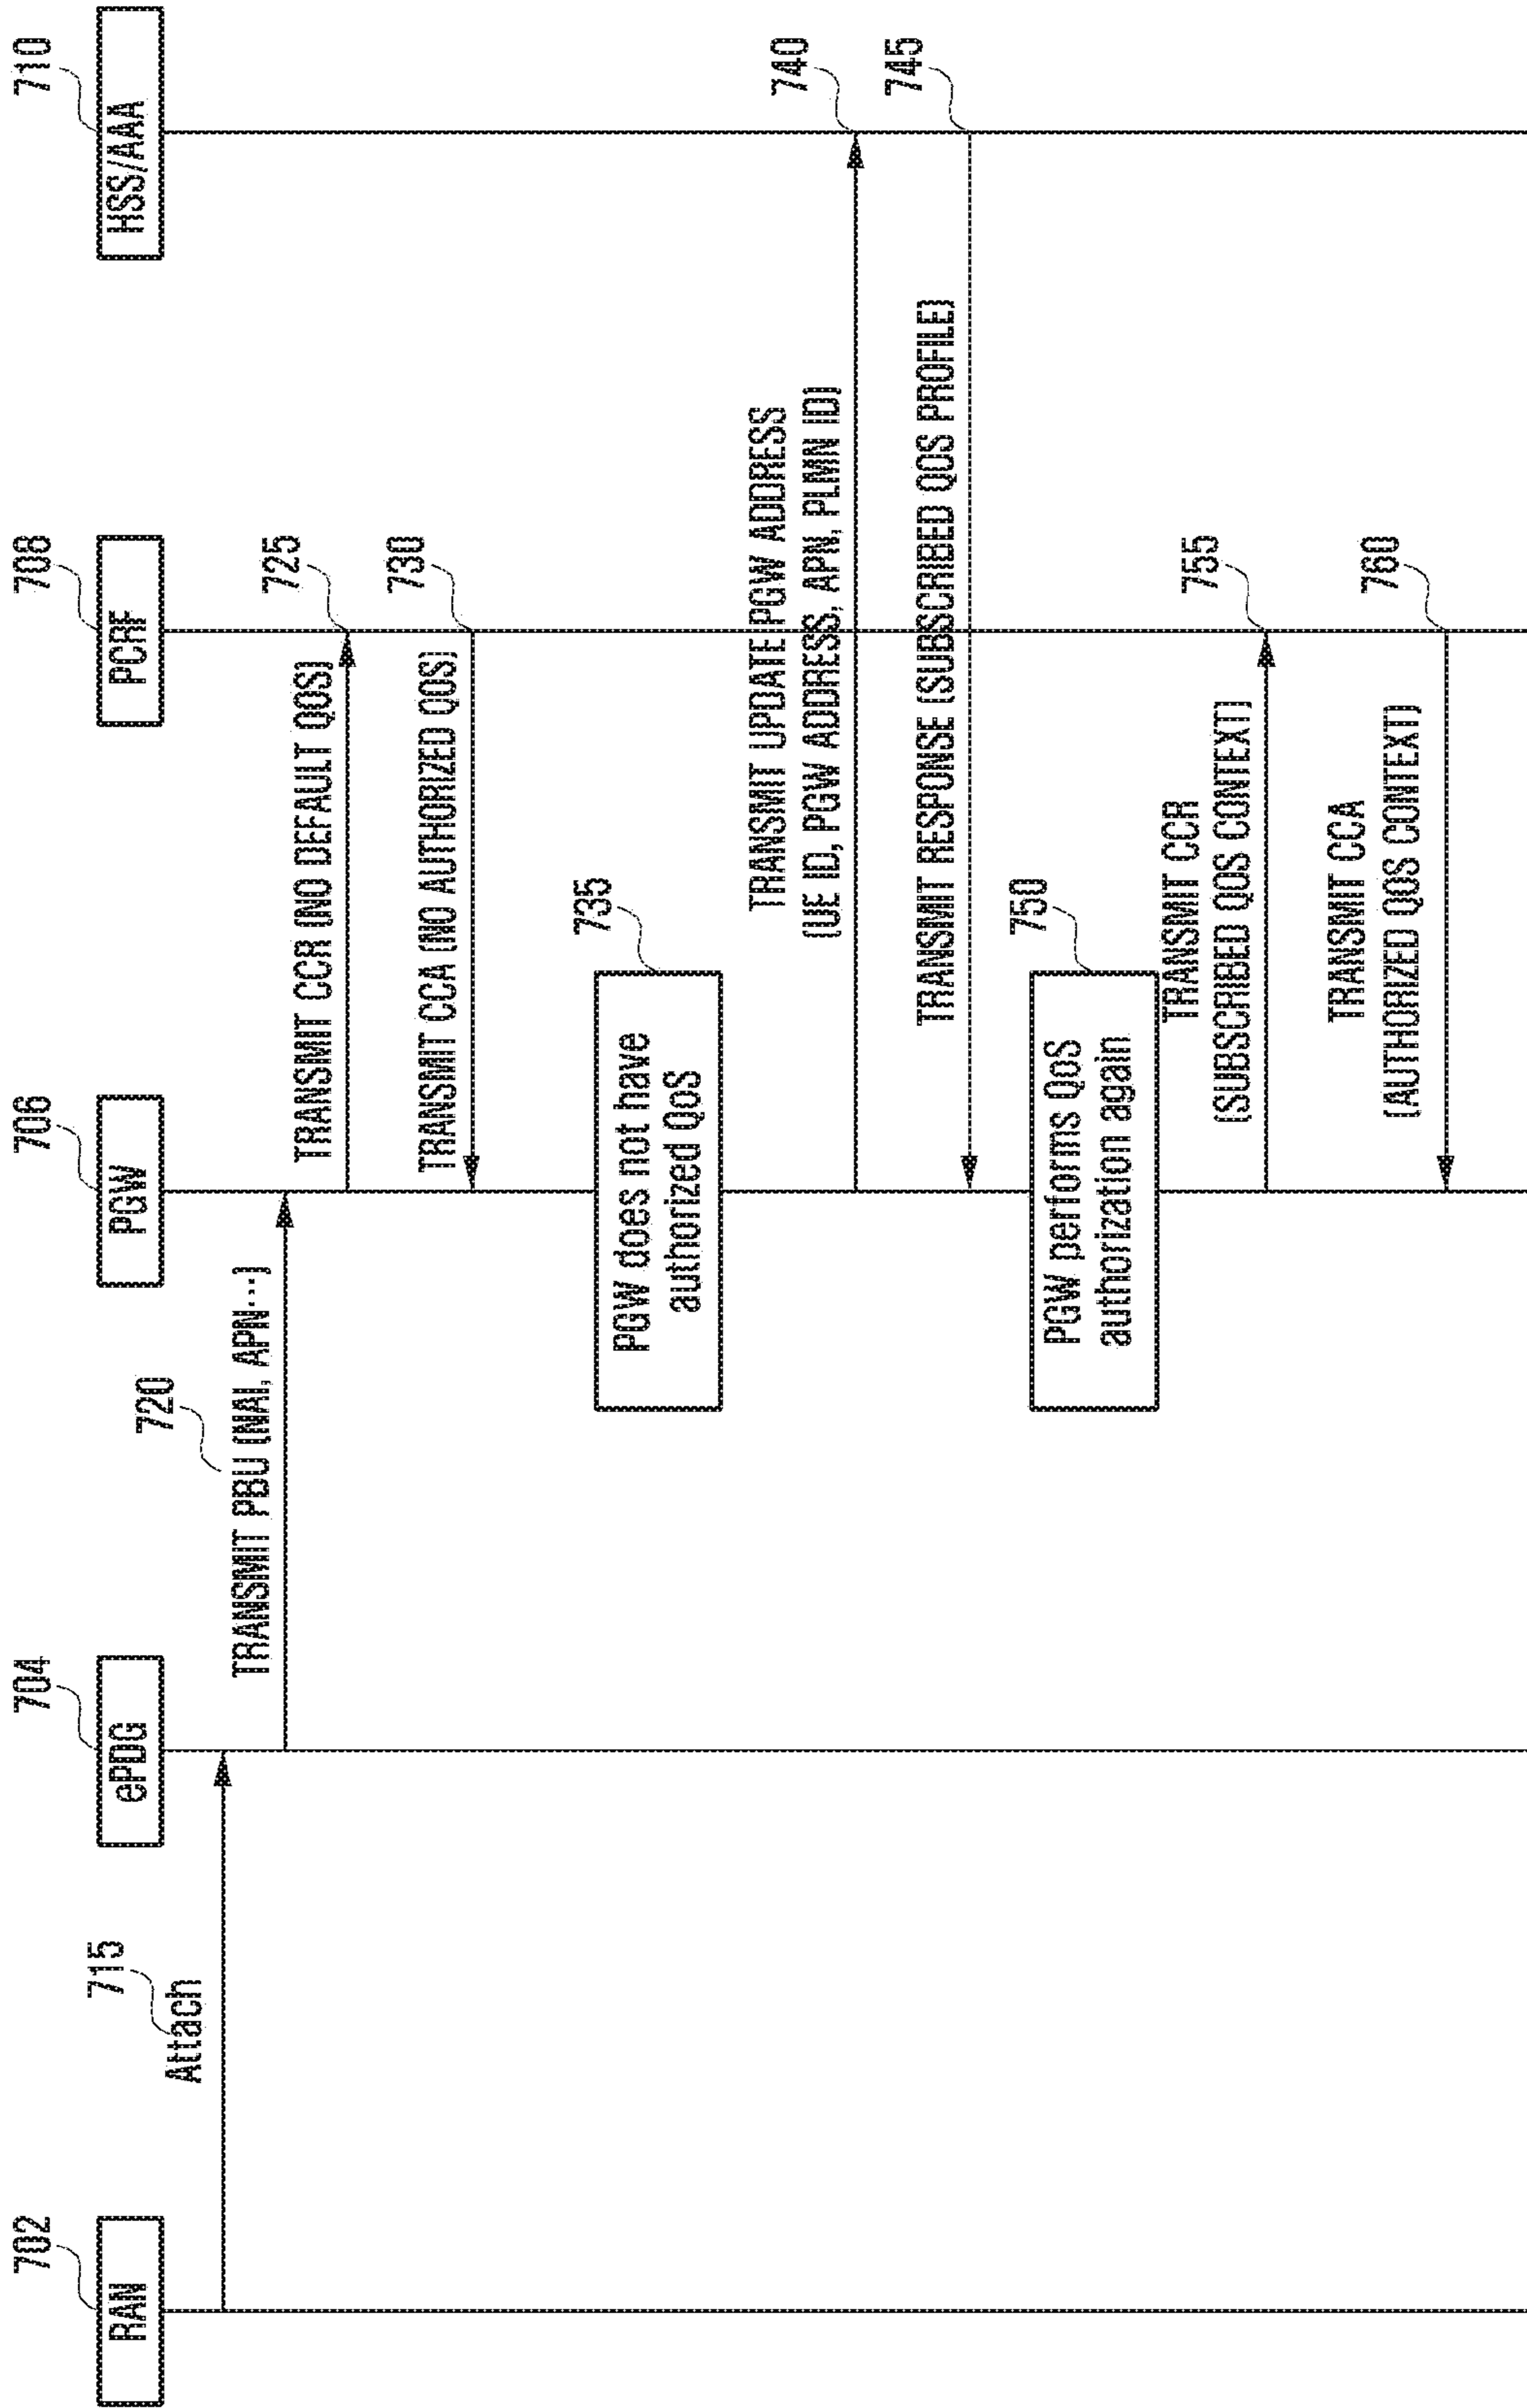 702
704
706
708
710
RAN
ePDG
PGW
PCRF
HSS/AAA
715
Attach
720
TRANSMIT PBU (NAI, APN···)
TRANSMIT CCR (NO DEFAULT QOS)
725
TRANSMIT CCA (NO AUTHORIZED QOS)
730
735
PGW does not have
authorized QoS
TRANSMIT UPDATE PGW ADDRESS
(UE ID, PGW ADDRESS, APN, PLMN ID)
740
TRANSMIT RESPONSE (SUBSCRIBED QOS PROFILE)
745
750
PGW performs QoS
authorization again
TRANSMIT CCR
(SUBSCRIBED QOS CONTEXT)
755
TRANSMIT CCA
(AUTHORIZED QOS CONTEXT)
760